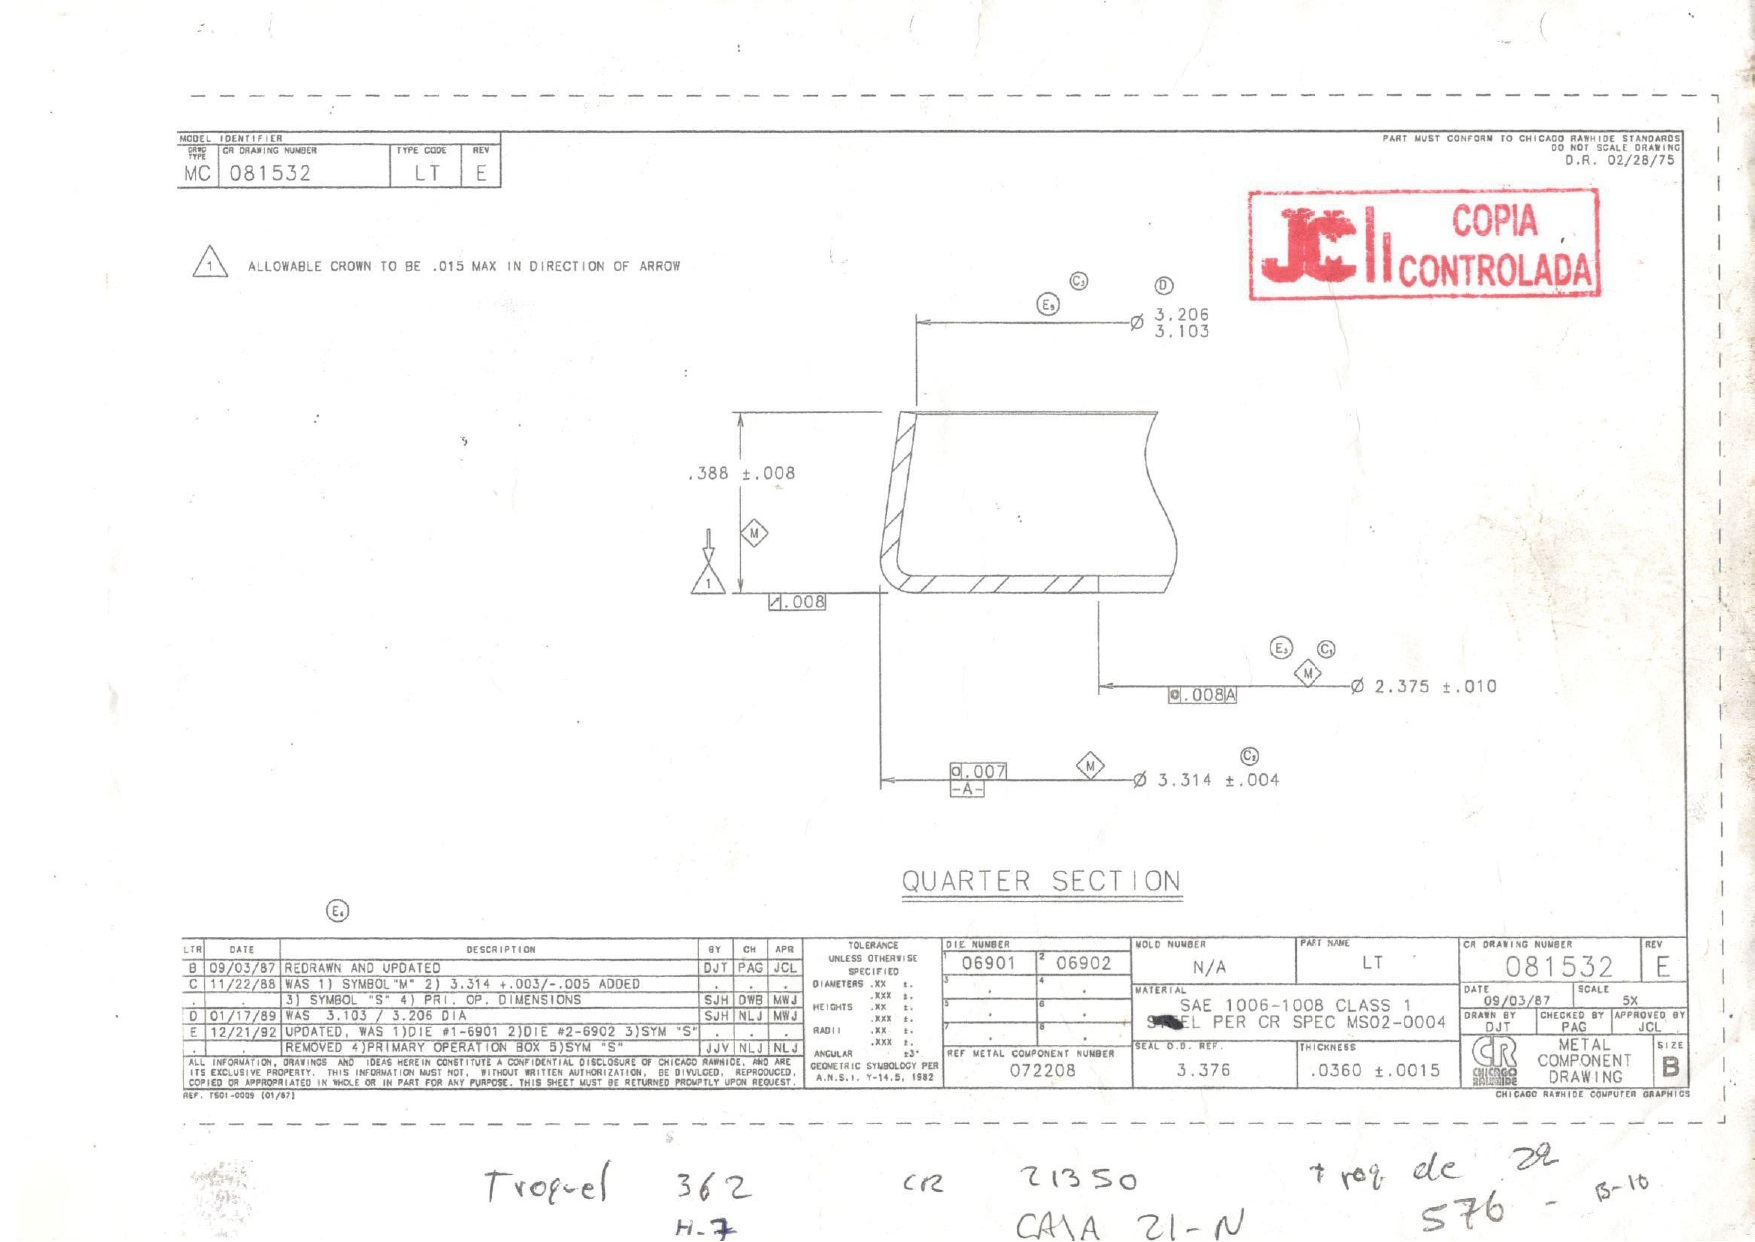 MODEL IDENTIFIER
DRWG TYPE CR DRAWING NUMBER TYPE CODE REV
MC 081532 LT E
PART MUST CONFORM TO CHICAGO RAWHIDE STANDARDS
DO NOT SCALE DRAWING
D.R. 02/28/75
JCI COPIA
CONTROLADA
1 ALLOWABLE CROWN TO BE .015 MAX IN DIRECTION OF ARROW
C3 D
E5
Ø 3.206
3.103
.388 ±.008
M
1
.008
E3 C1
M
Ø 2.375 ±.010
.008 A
C2
.007 M
-A- Ø 3.314 ±.004
QUARTER SECTION
E4
LTR DATE DESCRIPTION BY CH APR
B 09/03/87 REDRAWN AND UPDATED DJT PAG JCL
C 11/22/88 WAS 1) SYMBOL "M" 2) 3.314 +.003/-.005 ADDED
. . 3) SYMBOL "S" 4) PRI. OP. DIMENSIONS SJH DWB MWJ
D 01/17/89 WAS 3.103 / 3.206 DIA SJH NLJ MWJ
E 12/21/92 UPDATED, WAS 1)DIE #1-6901 2)DIE #2-6902 3)SYM "S" . . .
. . REMOVED 4)PRIMARY OPERATION BOX 5)SYM "S" JJV NLJ NLJ
ALL INFORMATION, DRAWINGS AND IDEAS HEREIN CONSTITUTE A CONFIDENTIAL DISCLOSURE OF CHICAGO RAWHIDE, AND ARE
ITS EXCLUSIVE PROPERTY. THIS INFORMATION MUST NOT, WITHOUT WRITTEN AUTHORIZATION, BE DIVULGED, REPRODUCED,
COPIED OR APPROPRIATED IN WHOLE OR IN PART FOR ANY PURPOSE. THIS SHEET MUST BE RETURNED PROMPTLY UPON REQUEST.
REF. TS01-0009 (01/87)
TOLERANCE
UNLESS OTHERWISE
SPECIFIED
DIAMETERS .XX ±.
.XXX ±.
HEIGHTS .XX ±.
.XXX ±.
RADII .XX ±.
.XXX ±.
ANGULAR ±3°
GEOMETRIC SYMBOLOGY PER
A.N.S.I. Y-14.5, 1982
DIE NUMBER
1 06901 2 06902
3 . 4 .
5 . 6 .
7 . 8 .
REF METAL COMPONENT NUMBER
072208
MOLD NUMBER
N/A
PART NAME
LT
MATERIAL
SAE 1006-1008 CLASS 1
STEEL PER CR SPEC MS02-0004
SEAL O.D. REF.
3.376
THICKNESS
.0360 ±.0015
CR DRAWING NUMBER REV
081532 E
DATE SCALE
09/03/87 5X
DRAWN BY CHECKED BY APPROVED BY
DJT PAG JCL
CR
CHICAGO
RAWHIDE
METAL
COMPONENT
DRAWING
SIZE
B
CHICAGO RAWHIDE COMPUTER GRAPHICS
Troquel 362 CR 21350 troq de 22
H-7 CAJA 21-N 576 - B-10